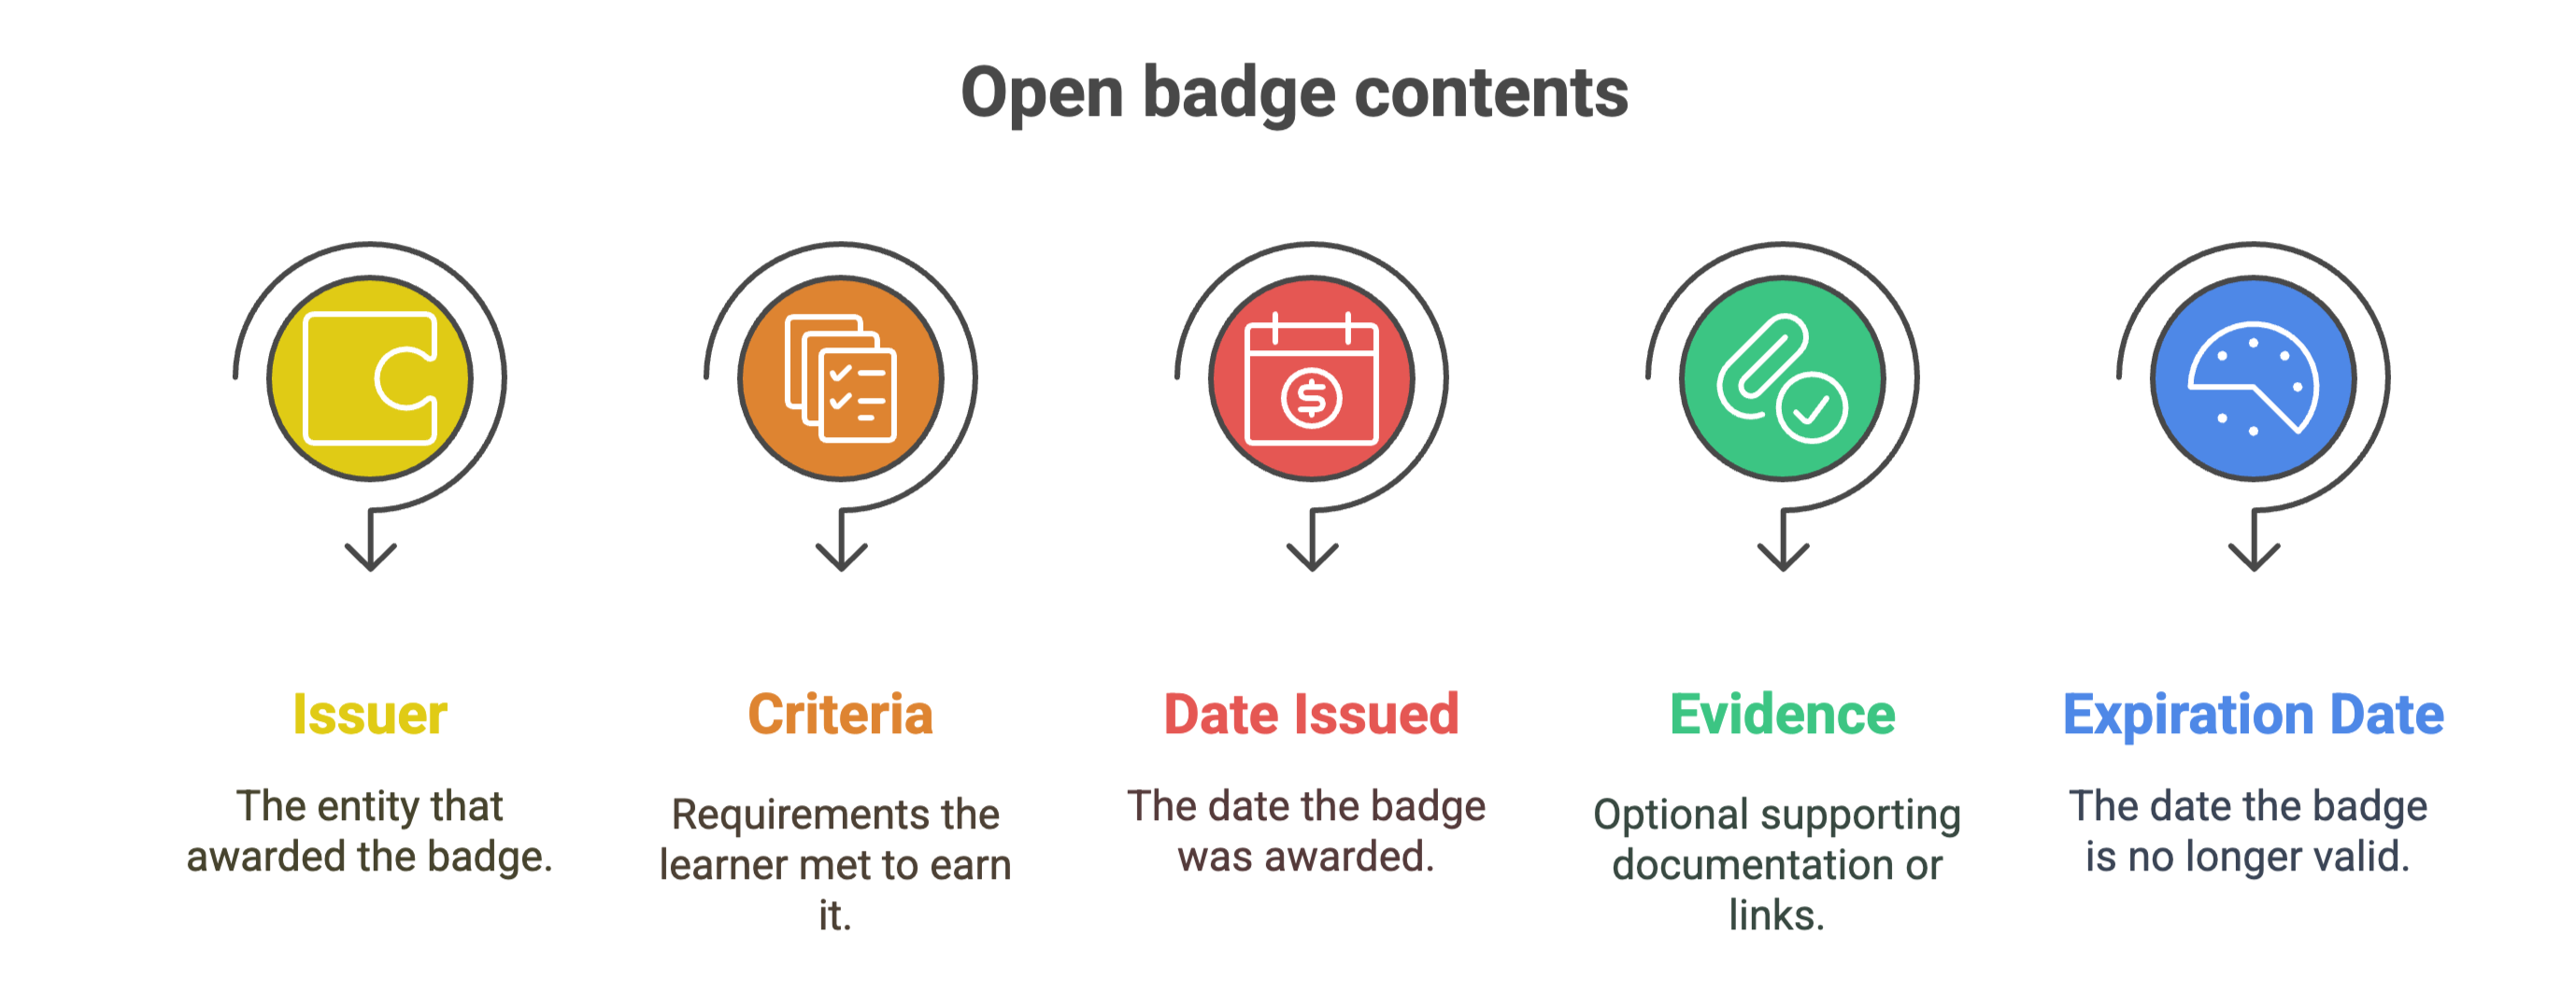 Open badge contents
$
Issuer
The entity that
awarded the badge.
Criteria
Requirements the
learner met to earn
it.
Date Issued
The date the badge
was awarded.
Evidence
Optional supporting
documentation or
links.
Expiration Date
The date the badge
is no longer valid.